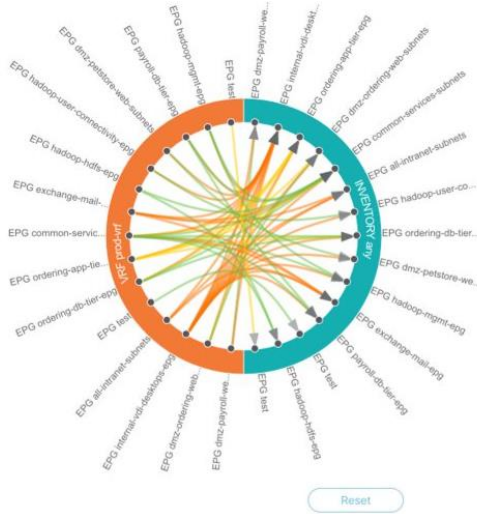 EPG test
EPG hadoop-mgmt-epg
EPG payroll-db-tier-epg
EPG dmz-petstore-web-subnets
EPG hadoop-user-connectivity-epg
EPG hadoop-hdfs-epg
EPG exchange-mail-...
EPG common-servic...
EPG ordering-app-tie...
EPG ordering-db-tier-epg
EPG test
EPG all-intranet-subnets
EPG internal-vdi-desktops-epg
EPG dmz-ordering-web...
EPG dmz-payroll-we...
VRF prod-vrf
EPG dmz-payroll-we...
EPG internal-vdi-deskt...
EPG ordering-app-tier-epg
EPG dmz-ordering-web-subnets
EPG common-services-subnets
EPG all-intranet-subnets
EPG hadoop-user-co...
EPG ordering-db-tier...
EPG dmz-petstore-we...
EPG hadoop-mgmt-epg
EPG exchange-mail-epg
EPG payroll-db-tier-epg
EPG test
EPG hadoop-hdfs-epg
EPG test
INVENTORY any
Reset